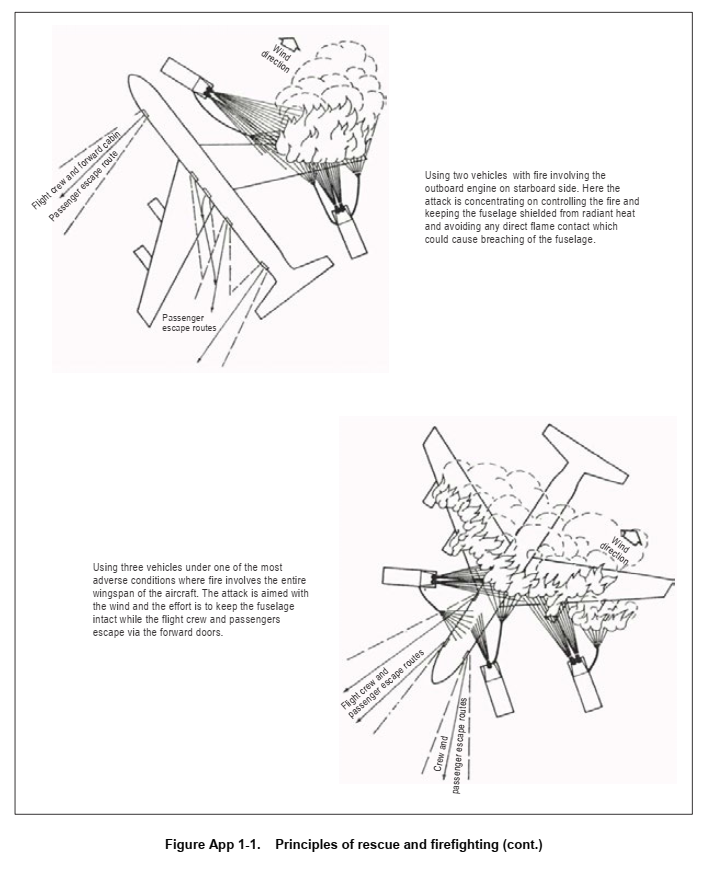 Wind
direction
Flight crew and forward cabin
Passenger escape route
Passenger
escape routes
Using two vehicles with fire involving the
outboard engine on starboard side. Here the
attack is concentrating on controlling the fire and
keeping the fuselage shielded from radiant heat
and avoiding any direct flame contact which
could cause breaching of the fuselage.
Using three vehicles under one of the most
adverse conditions where fire involves the entire
wingspan of the aircraft. The attack is aimed with
the wind and the effort is to keep the fuselage
intact while the flight crew and passengers
escape via the forward doors.
Wind
direction
Flight crew and
passenger escape routes
Crew and
passenger escape routes
Figure App 1-1. Principles of rescue and firefighting (cont.)